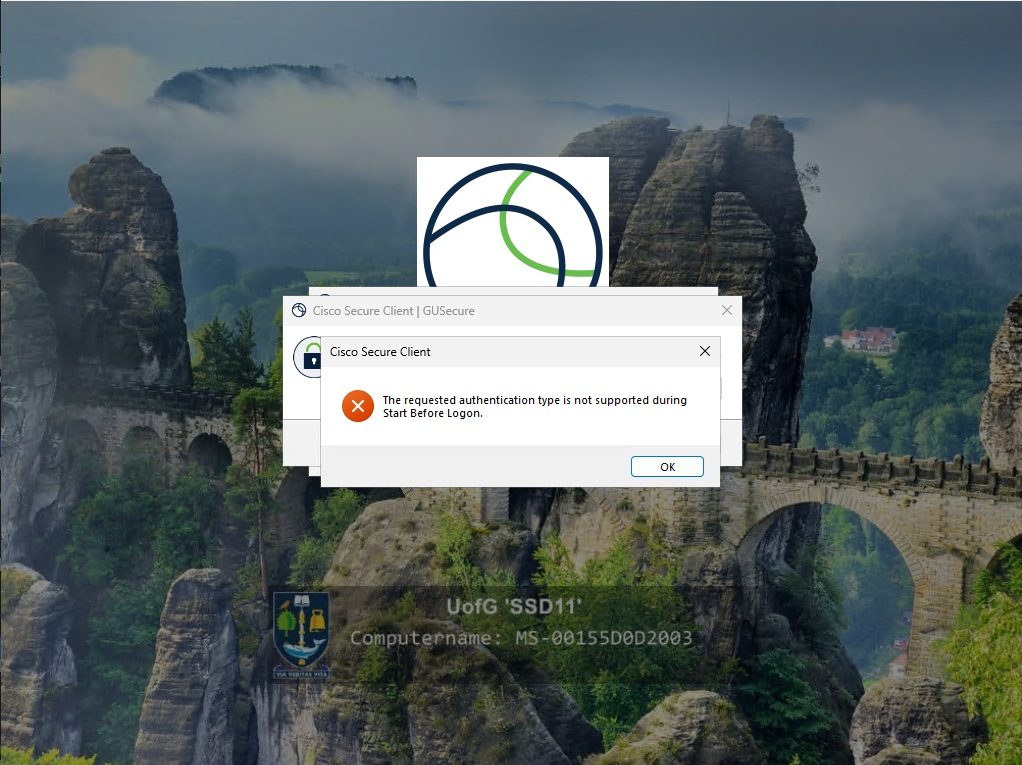 Cisco Secure Client | GUSecure
Cisco Secure Client
The requested authentication type is not supported during
Start Before Logon.
OK
UofG 'SSD11'
Computername: MS-00155D0D2003
VIA VERITAS VITA